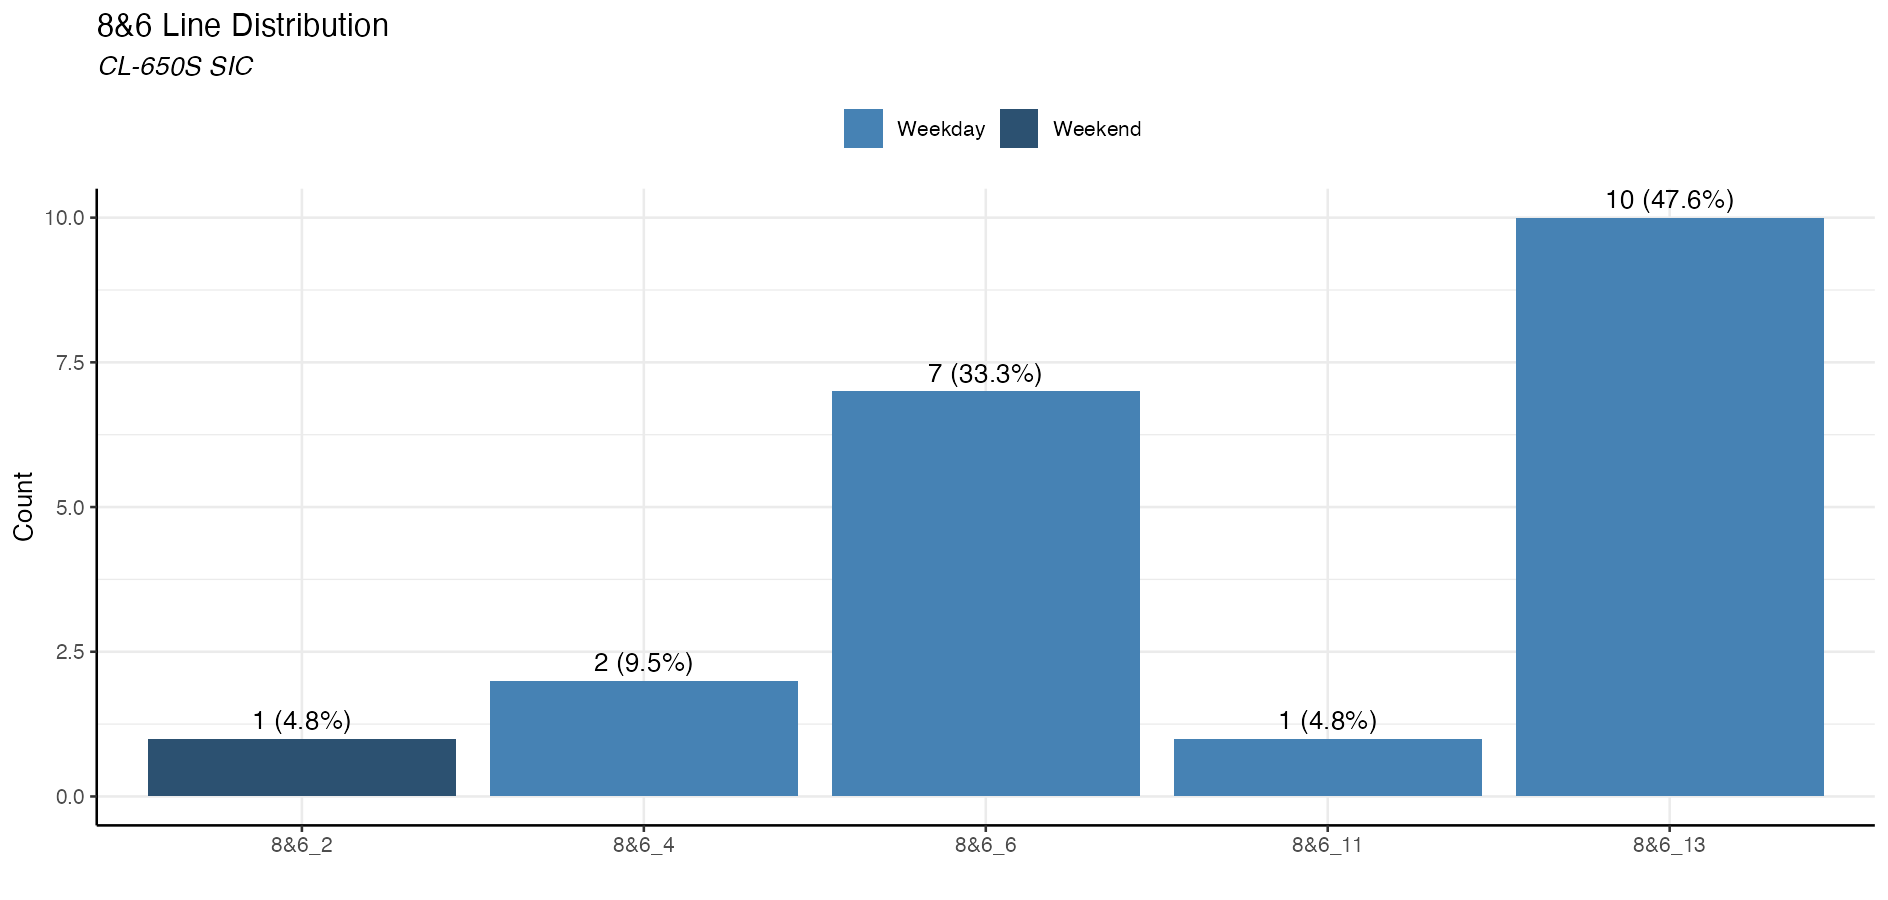 8&6 Line Distribution
CL-650S SIC
Weekday Weekend
10 (47.6%)
10.0
7.5
7 (33.3%)
5.0
Count
2.5
2 (9.5%)
1 (4.8%)
1 (4.8%)
0.0
8&6_2 8&6_4 8&6_6 8&6_11 8&6_13